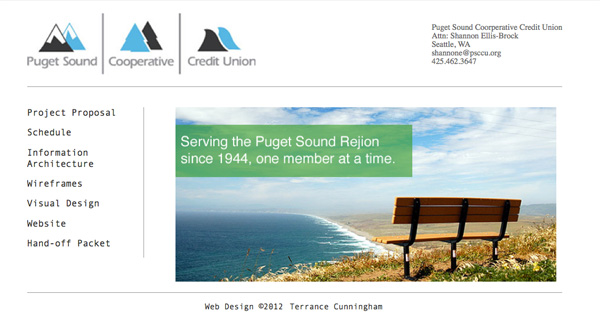 Puget Sound Cooperative Credit Union
Puget Sound Coorperative Credit Union
Attn: Shannon Ellis-Brock
Seattle, WA
shannone@psccu.org
425.462.3647
Project Proposal
Schedule
Information
Architecture
Wireframes
Visual Design
Website
Hand-off Packet
Serving the Puget Sound Rejion
since 1944, one member at a time.
Web Design ©2012 Terrance Cunningham